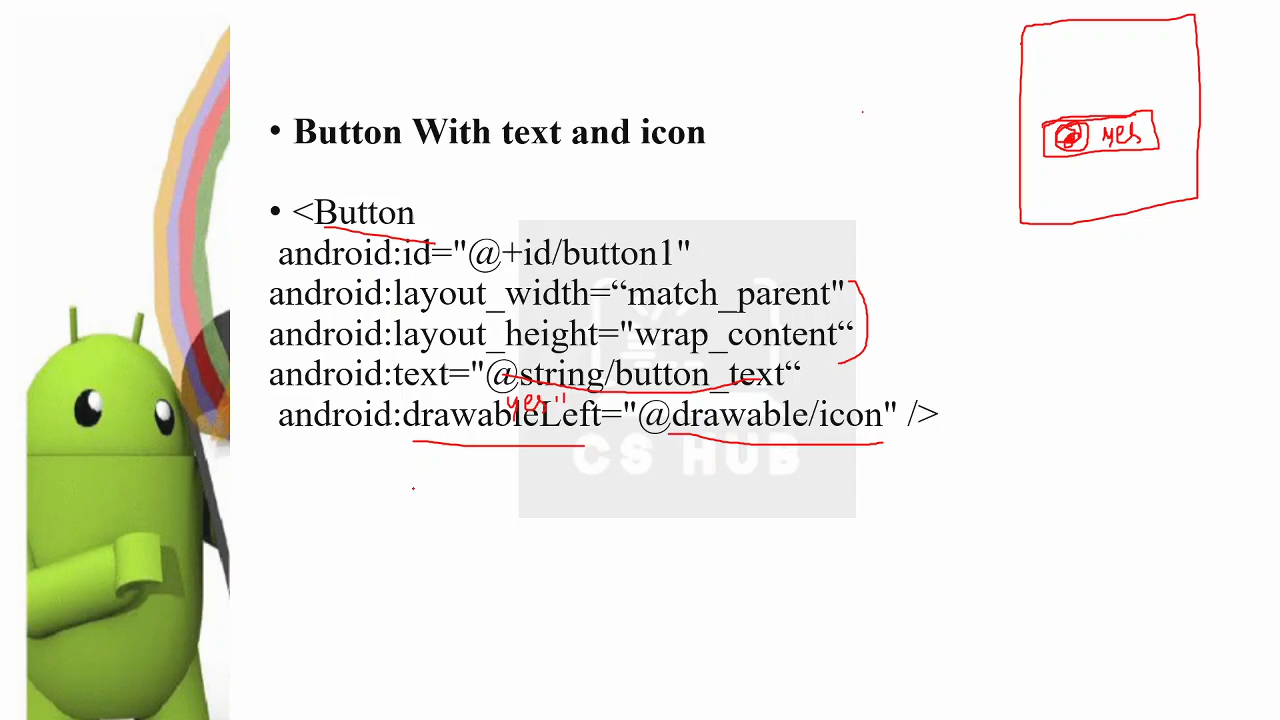 • Button With text and icon
yes
• <Button
android:id="@+id/button1"
android:layout_width=“match_parent"
android:layout_height="wrap_content“
android:text="@string/button_text“
yes"
android:drawableLeft="@drawable/icon" />
CS HUB